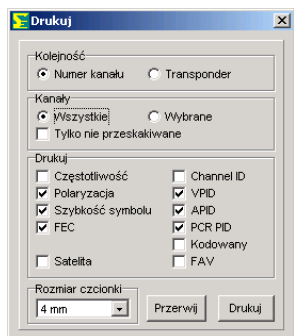 Drukuj
Kolejność
Numer kanału Transponder
Kanały
Wszystkie Wybrane
Tylko nie przeskakiwane
Drukuj
Częstotliwość Channel ID
Polaryzacja VPID
Szybkość symbolu APID
FEC PCR PID
Kodowany
Satelita FAV
Rozmiar czcionki
4 mm Przerwij Drukuj